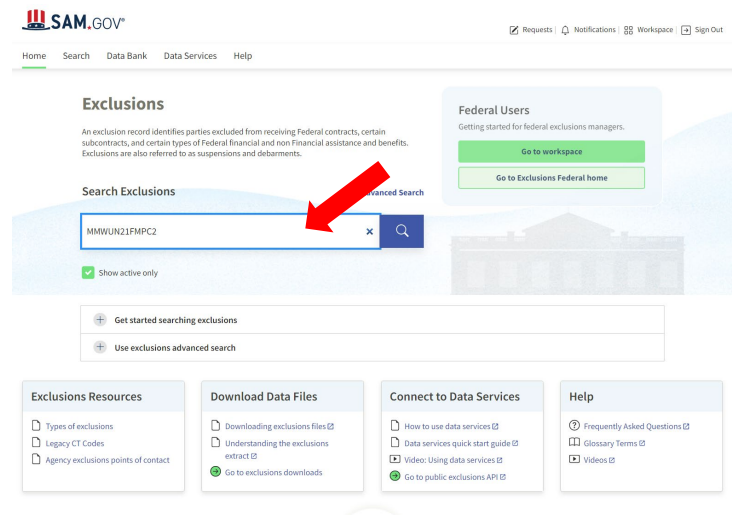 SAM.GOV®
Requests | Notifications | Workspace | Sign Out
Home Search Data Bank Data Services Help
Exclusions
An exclusion record identifies parties excluded from receiving Federal contracts, certain
subcontracts, and certain types of Federal financial and non Financial assistance and benefits.
Exclusions are also referred to as suspensions and debarments.
Federal Users
Getting started for federal exclusions managers.
Go to workspace
Go to Exclusions Federal home
Search Exclusions
Search
MMWUN21FMPC2
Show active only
Get started searching exclusions
Use exclusions advanced search
Exclusions Resources
Types of exclusions
Legacy CT Codes
Agency exclusions points of contact
Download Data Files
Downloading exclusions files
Understanding the exclusions
extract
Go to exclusions downloads
Connect to Data Services
How to use data services
Data services quick start guide
Video: Using data services
Go to public exclusions API
Help
Frequently Asked Questions
Glossary Terms
Videos